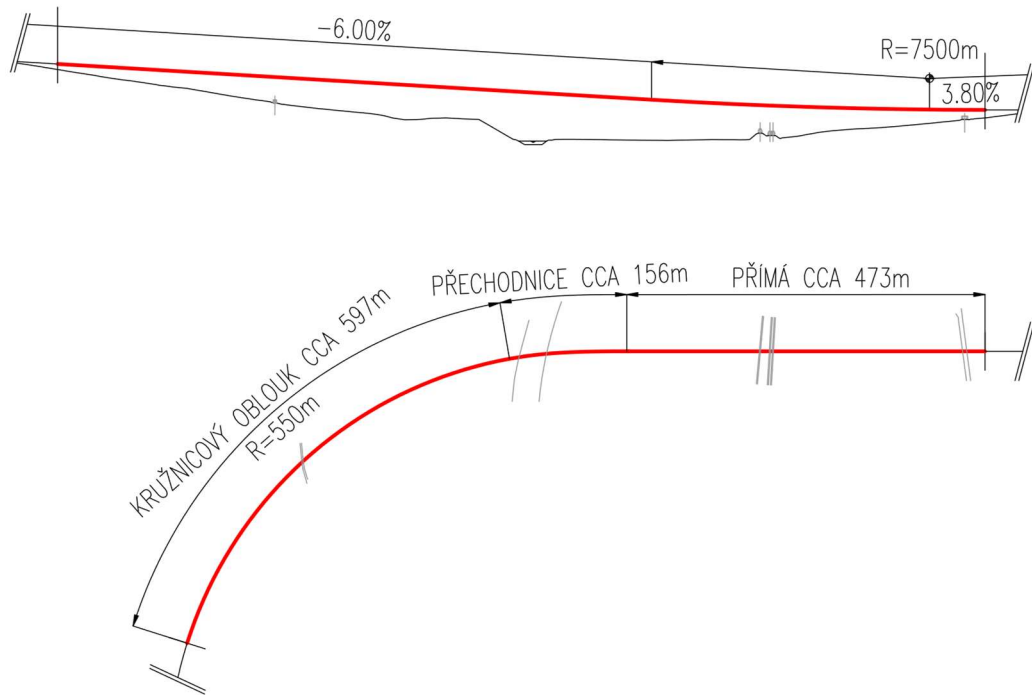 -6.00%
R=7500m
3.80%
PŘECHODNICE CCA 156m
PŘÍMÁ CCA 473m
KRUŽNICOVÝ OBLOUK CCA 597m
R=550m